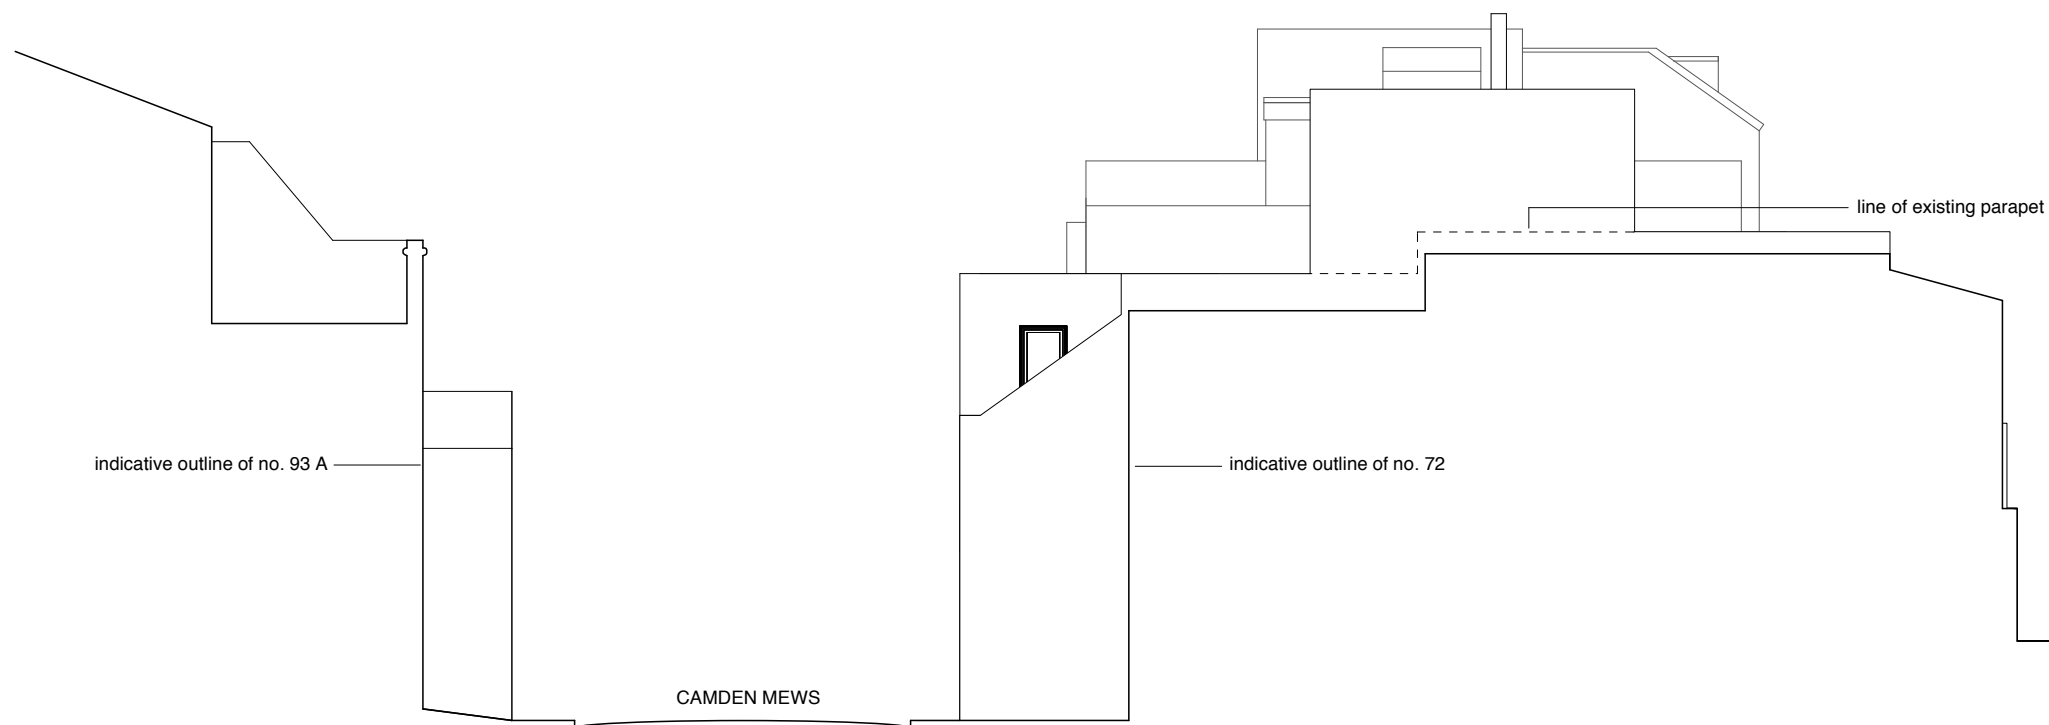 line of existing parapet
indicative outline of no. 93 A
indicative outline of no. 72
CAMDEN MEWS